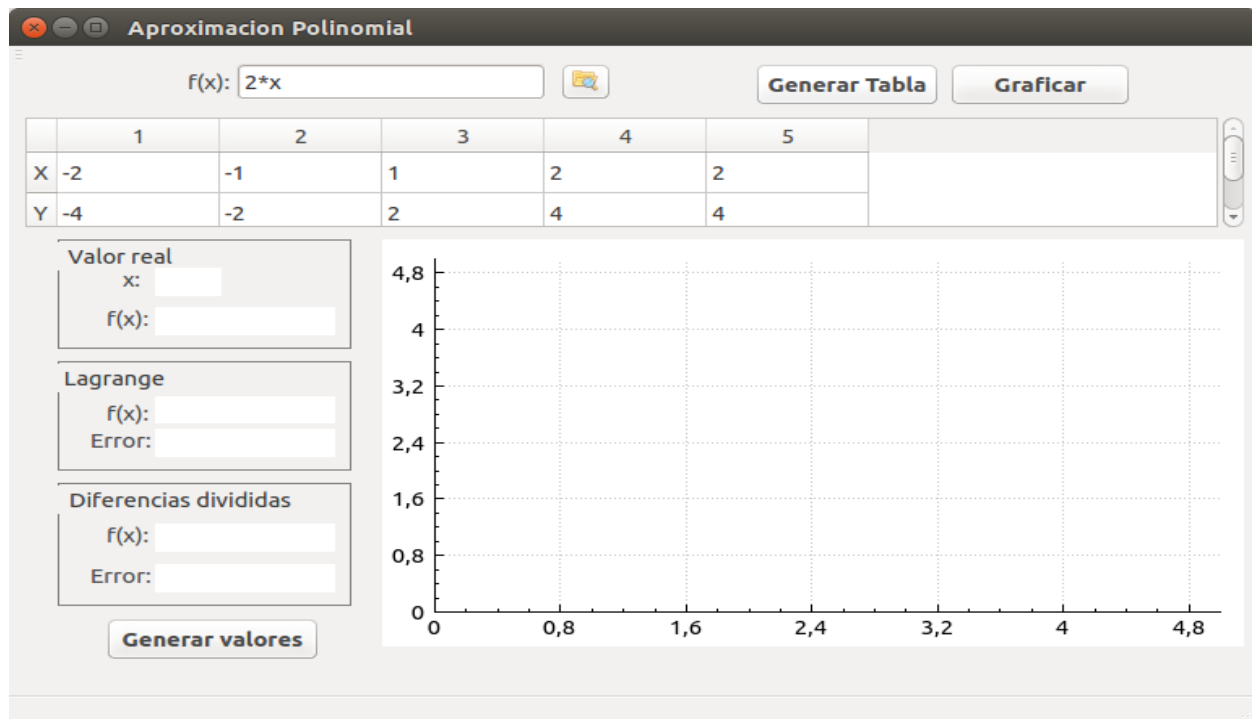 Aproximacion Polinomial
f(x): 2*x Generar Tabla Graficar
1 2 3 4 5
X -2 -1 1 2 2
Y -4 -2 2 4 4
Valor real
x:
f(x):
Lagrange
f(x):
Error:
Diferencias divididas
f(x):
Error:
Generar valores
4,8
4
3,2
2,4
1,6
0,8
0
0 0,8 1,6 2,4 3,2 4 4,8